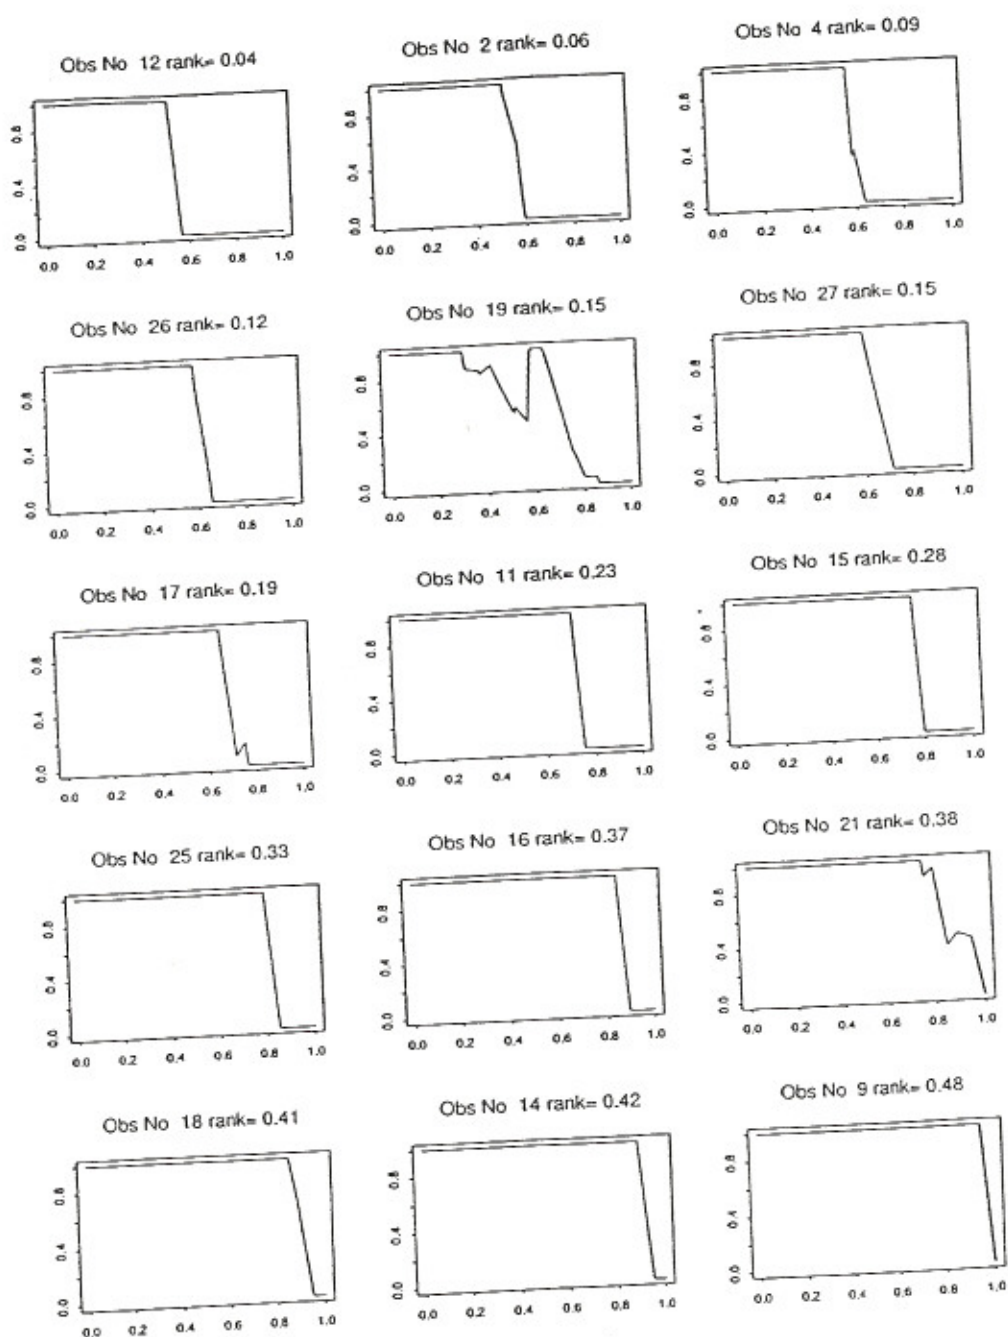 Obs No 12 rank= 0.04
Obs No 2 rank= 0.06
Obs No 4 rank= 0.09
0.0 0.4 0.8
0.0 0.2 0.4 0.6 0.8 1.0
0.0 0.4 0.8
0.0 0.2 0.4 0.6 0.8 1.0
0.0 0.4 0.8
0.0 0.2 0.4 0.6 0.8 1.0
Obs No 26 rank= 0.12
Obs No 19 rank= 0.15
Obs No 27 rank= 0.15
0.0 0.4 0.8
0.0 0.2 0.4 0.6 0.8 1.0
0.0 0.4 0.8
0.0 0.2 0.4 0.6 0.8 1.0
0.0 0.4 0.8
0.0 0.2 0.4 0.6 0.8 1.0
Obs No 17 rank= 0.19
Obs No 11 rank= 0.23
Obs No 15 rank= 0.28
0.0 0.4 0.8
0.0 0.2 0.4 0.6 0.8 1.0
0.0 0.4 0.8
0.0 0.2 0.4 0.6 0.8 1.0
0.0 0.4 0.8
0.0 0.2 0.4 0.6 0.8 1.0
Obs No 25 rank= 0.33
Obs No 16 rank= 0.37
Obs No 21 rank= 0.38
0.0 0.4 0.8
0.0 0.2 0.4 0.6 0.8 1.0
0.0 0.4 0.8
0.0 0.2 0.4 0.6 0.8 1.0
0.0 0.4 0.8
0.0 0.2 0.4 0.6 0.8 1.0
Obs No 18 rank= 0.41
Obs No 14 rank= 0.42
Obs No 9 rank= 0.48
0.0 0.4 0.8
0.0 0.2 0.4 0.6 0.8 1.0
0.0 0.4 0.8
0.0 0.2 0.4 0.6 0.8 1.0
0.0 0.4 0.8
0.0 0.2 0.4 0.6 0.8 1.0